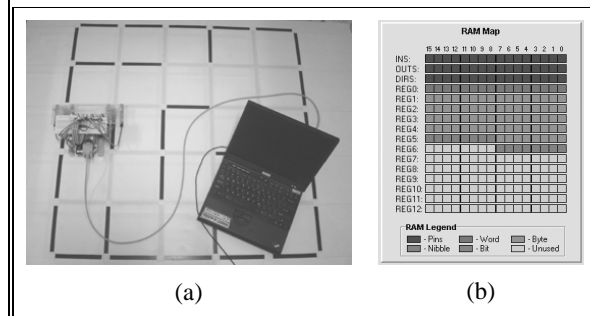 RAM Map
15 14 13 12 11 10 9 8 7 6 5 4 3 2 1 0
INS:
OUTS:
DIRS:
REG0:
REG1:
REG2:
REG3:
REG4:
REG5:
REG6:
REG7:
REG8:
REG9:
REG10:
REG11:
REG12:
RAM Legend
- Pins - Word - Byte
- Nibble - Bit - Unused
(a) (b)